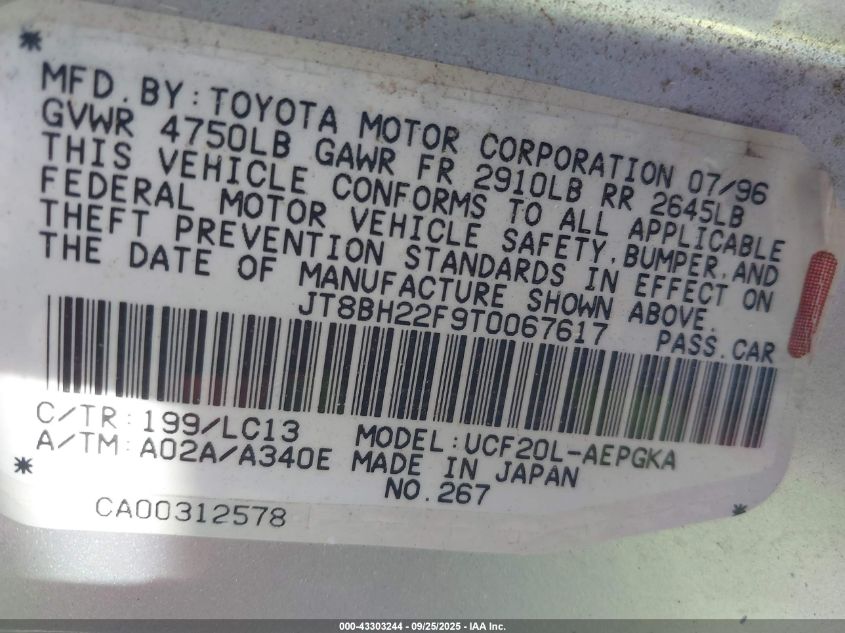 MFD. BY: TOYOTA MOTOR CORPORATION 07/96
GVWR 4750LB GAWR FR 2910LB RR 2645LB
THIS VEHICLE CONFORMS TO ALL APPLICABLE
FEDERAL MOTOR VEHICLE SAFETY, BUMPER, AND
THEFT PREVENTION STANDARDS IN EFFECT ON
THE DATE OF MANUFACTURE SHOWN ABOVE.
JT8BH22F9T0067617 PASS. CAR
C/TR: 199/LC13 MODEL: UCF20L-AEPGKA
A/TM: A02A/A340E MADE IN JAPAN
NO. 267
CA00312578
000-43303244 - 09/25/2025 - IAA Inc.